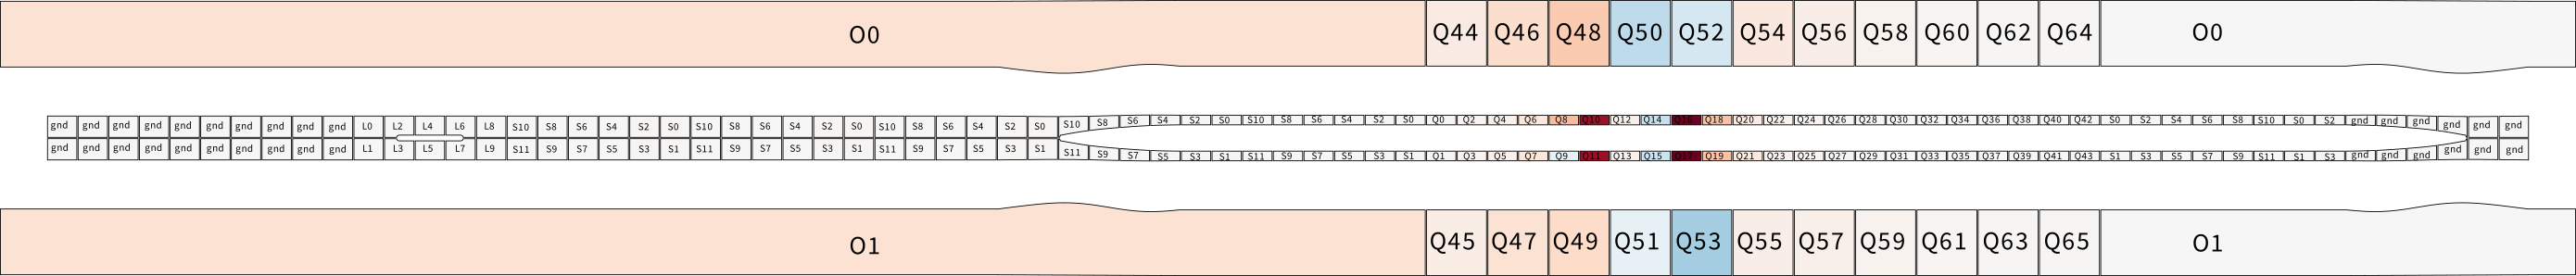 O0 Q44 Q46 Q48 Q50 Q52 Q54 Q56 Q58 Q60 Q62 Q64 O0
gnd gnd gnd gnd gnd gnd gnd gnd gnd gnd L0 L2 L4 L6 L8 S10 S8 S6 S4 S2 S0 S10 S8 S6 S4 S2 S0 S10 S8 S6 S4 S2 S0 S10 S8 S6 S4 S2 S0 S10 S8 S6 S4 S2 S0 Q0 Q2 Q4 Q6 Q8 Q10 Q12 Q14 Q16 Q18 Q20 Q22 Q24 Q26 Q28 Q30 Q32 Q34 Q36 Q38 Q40 Q42 S0 S2 S4 S6 S8 S10 S0 S2 gnd gnd gnd gnd gnd gnd
gnd gnd gnd gnd gnd gnd gnd gnd gnd gnd L1 L3 L5 L7 L9 S11 S9 S7 S5 S3 S1 S11 S9 S7 S5 S3 S1 S11 S9 S7 S5 S3 S1 S11 S9 S7 S5 S3 S1 S11 S9 S7 S5 S3 S1 Q1 Q3 Q5 Q7 Q9 Q11 Q13 Q15 Q17 Q19 Q21 Q23 Q25 Q27 Q29 Q31 Q33 Q35 Q37 Q39 Q41 Q43 S1 S3 S5 S7 S9 S11 S1 S3 gnd gnd gnd gnd gnd gnd
O1 Q45 Q47 Q49 Q51 Q53 Q55 Q57 Q59 Q61 Q63 Q65 O1